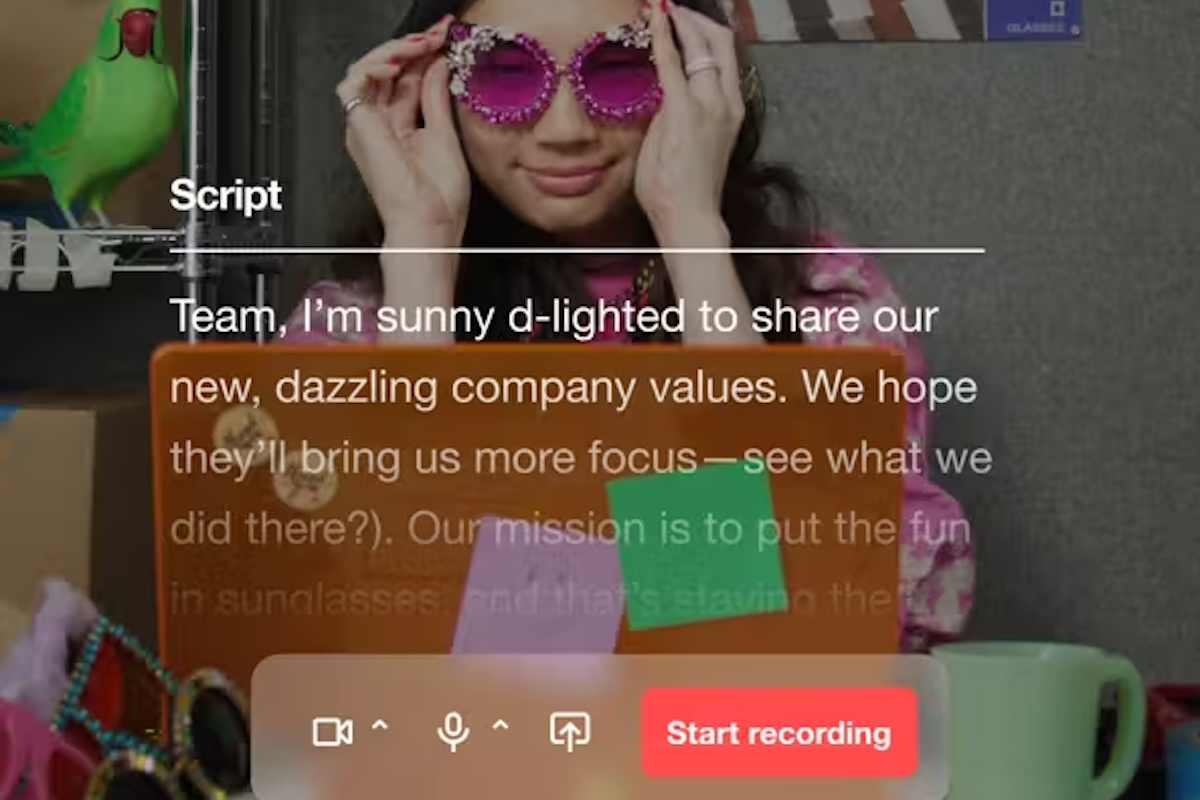 GLASSEE
Script
Team, I’m sunny d-lighted to share our
new, dazzling company values. We hope
they’ll bring us more focus—see what we
did there?). Our mission is to put the fun
in sunglasses, and that’s staying the
Start recording